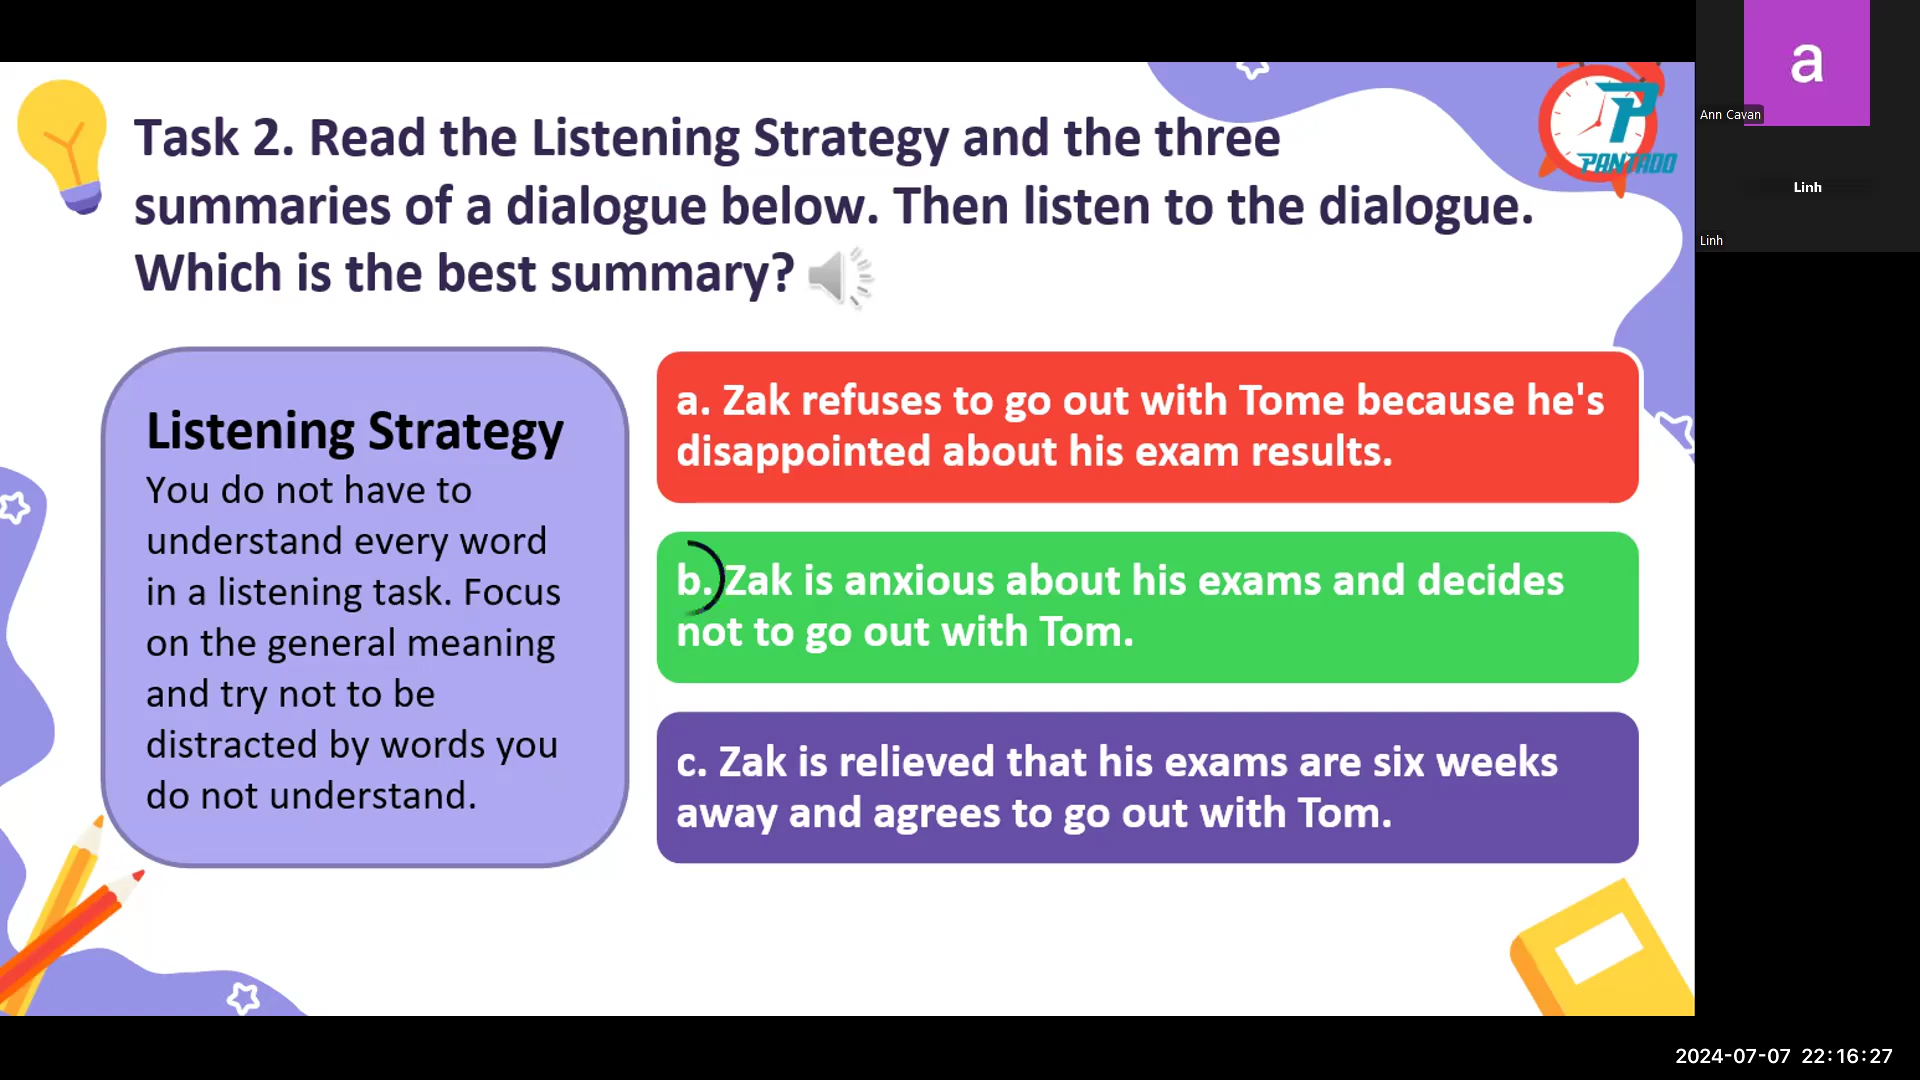 Task 2. Read the Listening Strategy and the three
summaries of a dialogue below. Then listen to the dialogue.
Which is the best summary?
P
PANTADO
Listening Strategy
You do not have to
understand every word
in a listening task. Focus
on the general meaning
and try not to be
distracted by words you
do not understand.
a. Zak refuses to go out with Tome because he's
disappointed about his exam results.
b. Zak is anxious about his exams and decides
not to go out with Tom.
c. Zak is relieved that his exams are six weeks
away and agrees to go out with Tom.
a
Ann Cavan
Linh
Linh
2024-07-07 22:16:27